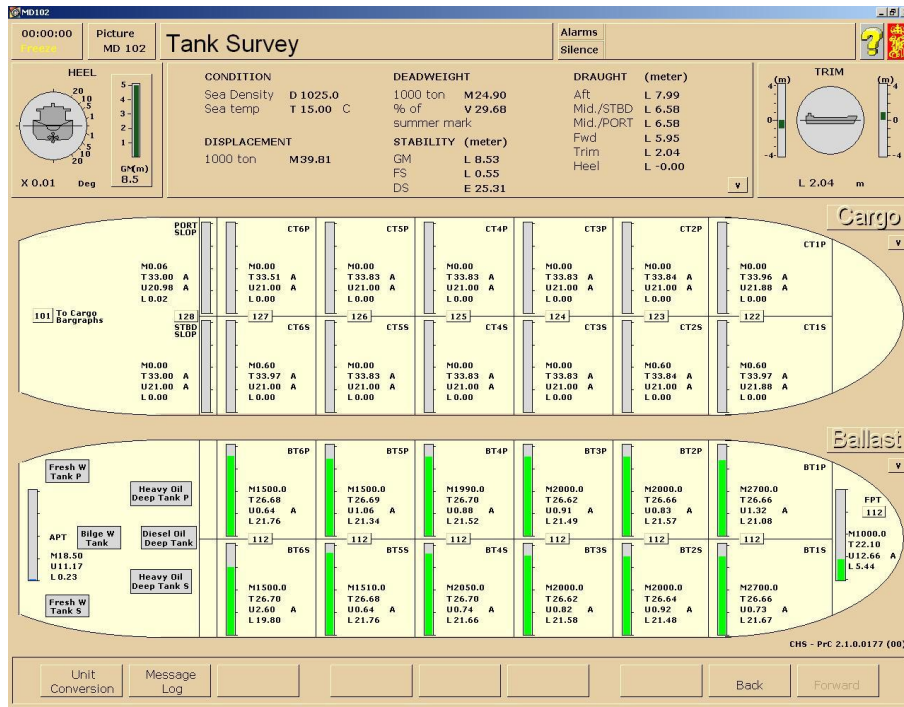 MD102
00:00:00
Freeze
Picture
MD 102
Tank Survey
Alarms
Silence
HEEL
20
10
5
1
1
5
10
20
5
4
3
2
1
GM(m)
8.5
X 0.01 Deg
CONDITION
Sea Density D 1025.0
Sea temp T 15.00 C
DISPLACEMENT
1000 ton M39.81
DEADWEIGHT
1000 ton M24.90
% of V 29.68
summer mark
STABILITY (meter)
GM L 8.53
FS L 0.55
DS E 25.31
DRAUGHT (meter)
Aft L 7.99
Mid./STBD L 6.58
Mid./PORT L 6.58
Fwd L 5.95
Trim L 2.04
Heel L -0.00
v
TRIM
(m) (m)
4 4
0 0
-4 -4
L 2.04 m
Cargo
v
PORT SLOP
M0.06
T33.00 A
U20.98 A
L0.02
CT6P
M0.00
T33.51 A
U21.00 A
L0.00
CT5P
M0.00
T33.83 A
U21.00 A
L0.00
CT4P
M0.00
T33.83 A
U21.00 A
L0.00
CT3P
M0.00
T33.83 A
U21.00 A
L0.00
CT2P
M0.00
T33.84 A
U21.00 A
L0.00
CT1P
M0.00
T33.96 A
U21.88 A
L0.00
101 To Cargo
Bargraphs
128 127 126 125 124 123 122
STBD SLOP
M0.00
T33.00 A
U21.00 A
L0.00
CT6S
M0.60
T33.97 A
U21.00 A
L0.00
CT5S
M0.00
T33.83 A
U21.00 A
L0.00
CT4S
M0.00
T33.83 A
U21.00 A
L0.00
CT3S
M0.00
T33.83 A
U21.00 A
L0.00
CT2S
M0.60
T33.84 A
U21.00 A
L0.00
CT1S
M0.60
T33.97 A
U21.88 A
L0.00
Ballast
v
Fresh W
Tank P
Heavy Oil
Deep Tank P
APT
Bilge W
Tank
Diesel Oil
Deep Tank
M18.50
U11.17
L0.23
Heavy Oil
Deep Tank S
Fresh W
Tank S
BT6P
M1500.0
T26.68
U0.64 A
L21.76
BT5P
M1500.0
T26.69
U1.06 A
L21.34
BT4P
M1990.0
T26.70
U0.88 A
L21.52
BT3P
M2000.0
T26.62
U0.91 A
L21.49
BT2P
M2000.0
T26.66
U0.83 A
L21.57
BT1P
M2700.0
T26.66
U1.32 A
L21.08
112 112 112 112 112
FPT
112
M1000.0
T22.10
U12.66 A
L5.44
BT6S
M1500.0
T26.70
U2.60 A
L19.80
BT5S
M1510.0
T26.68
U0.64 A
L21.76
BT4S
M2050.0
T26.70
U0.74 A
L21.66
BT3S
M2000.0
T26.62
U0.82 A
L21.58
BT2S
M2000.0
T26.64
U0.92 A
L21.48
BT1S
M2700.0
T26.66
U0.73 A
L21.67
CHS - PrC 2.1.0.0177 (00)
Unit
Conversion
Message
Log
Back
Forward